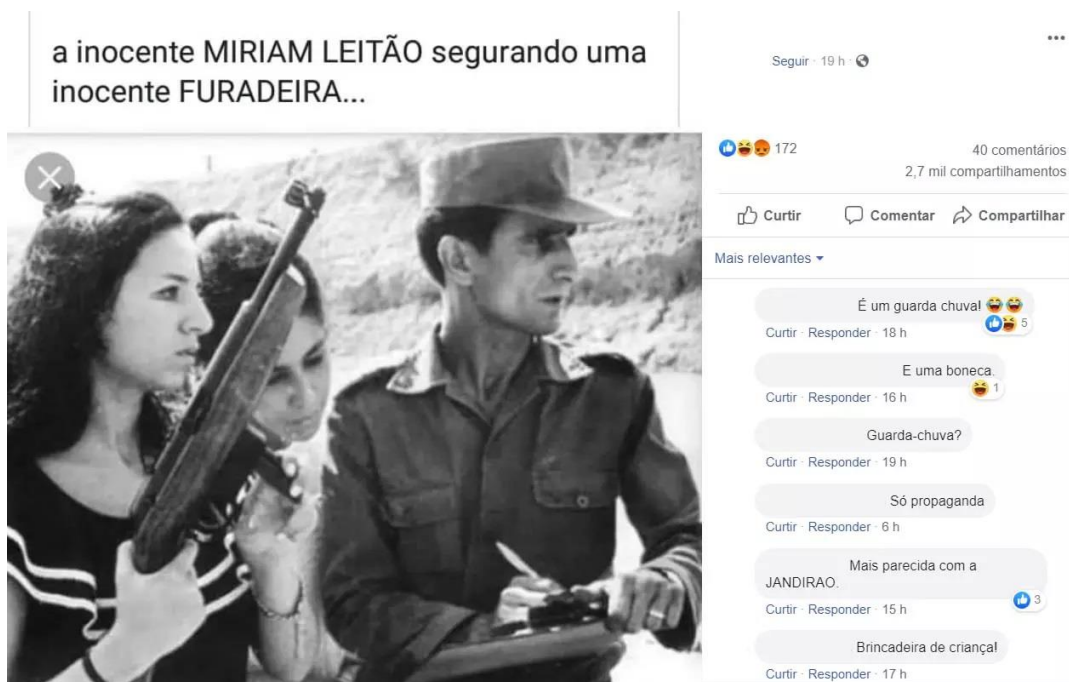 a inocente MIRIAM LEITÃO segurando uma
inocente FURADEIRA...
Seguir · 19 h ·
172
40 comentários
2,7 mil compartilhamentos
Curtir
Comentar
Compartilhar
Mais relevantes
É um guarda chuva!
5
Curtir · Responder · 18 h
E uma boneca.
1
Curtir · Responder · 16 h
Guarda-chuva?
Curtir · Responder · 19 h
Só propaganda
Curtir · Responder · 6 h
Mais parecida com a
JANDIRAO.
3
Curtir · Responder · 15 h
Brincadeira de criança!
Curtir · Responder · 17 h